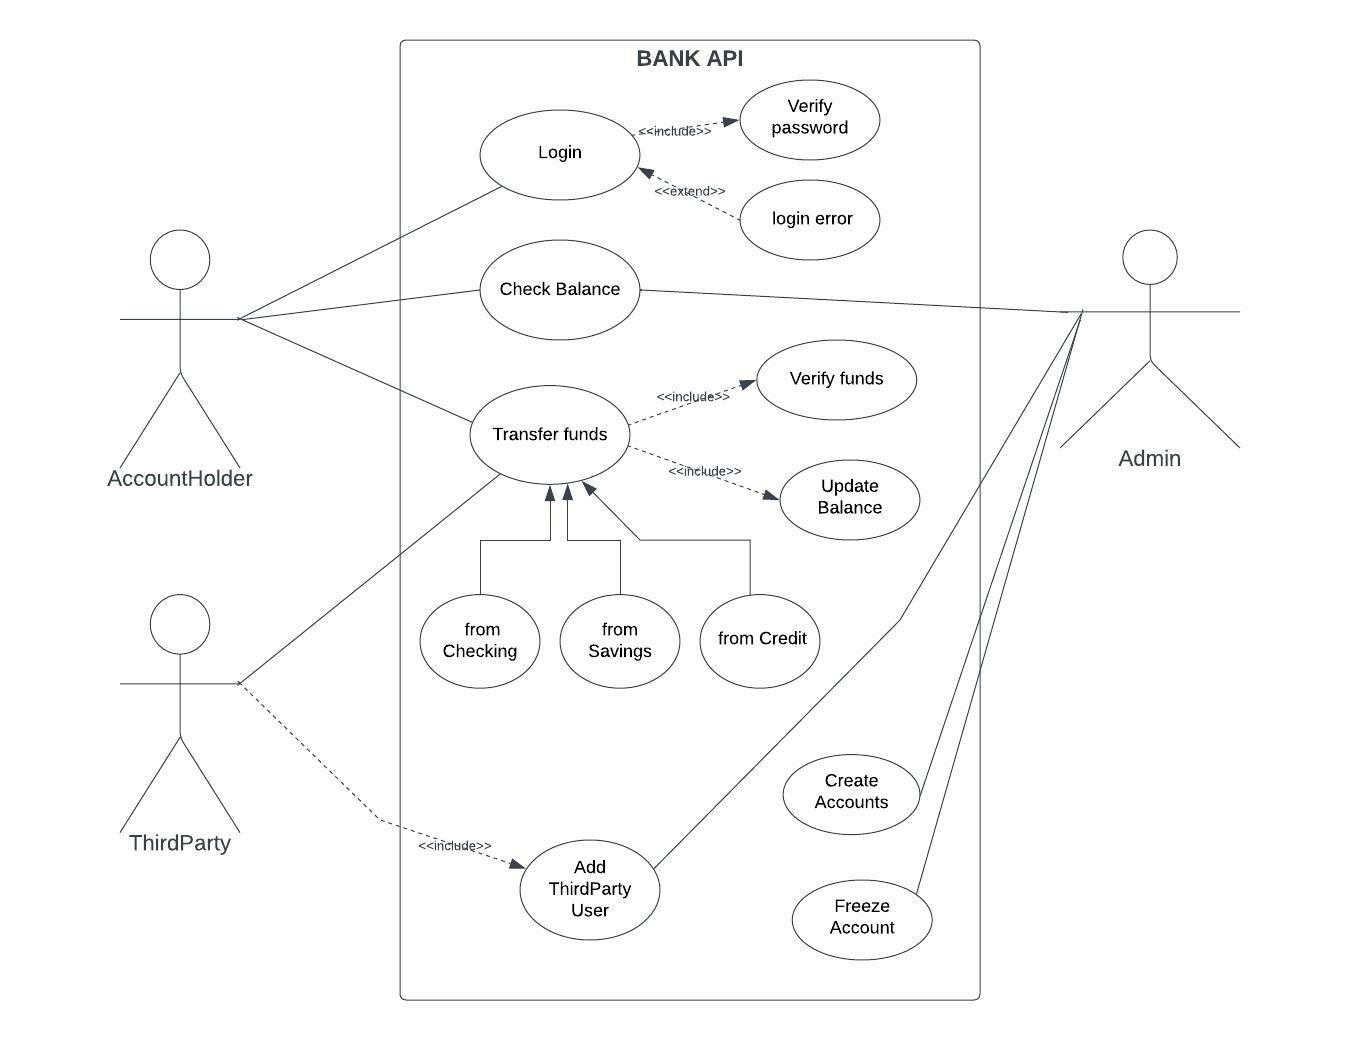 BANK API
Verify
password
<<include>>
Login
<<extend>>
login error
Check Balance
Verify funds
<<include>>
Transfer funds
<<include>>
Update
Balance
AccountHolder
Admin
from
Checking
from
Savings
from Credit
Create
Accounts
ThirdParty
<<include>>
Add
ThirdParty
User
Freeze
Account